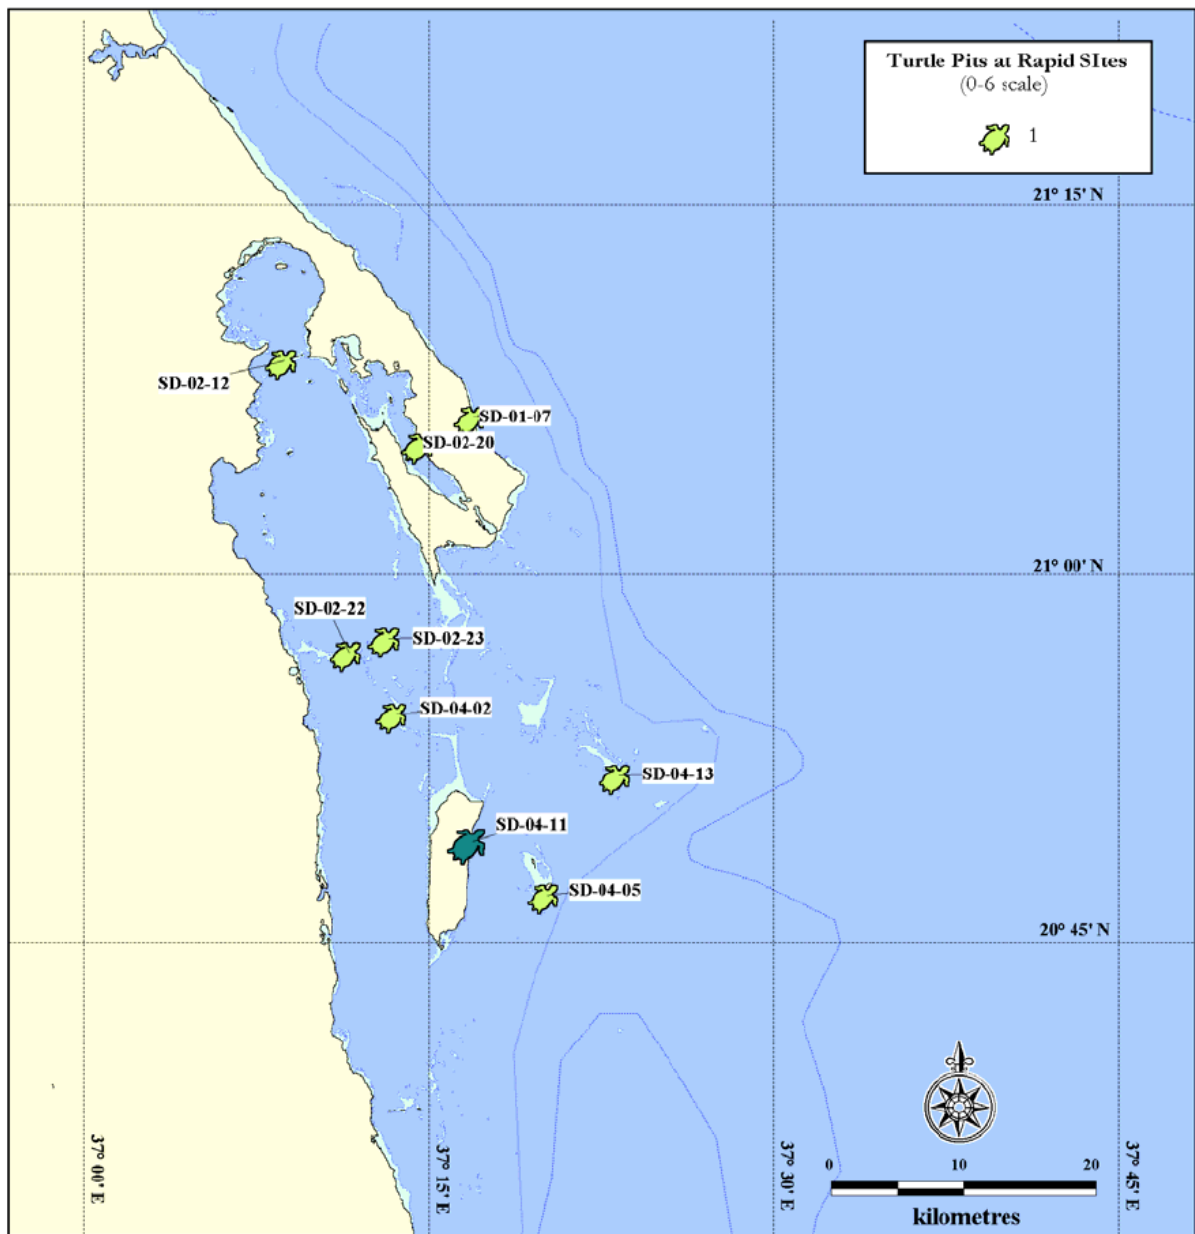 Turtle Pits at Rapid SItes
(0-6 scale)
1
21° 15' N
SD-02-12
SD-01-07
SD-02-20
21° 00' N
SD-02-22
SD-02-23
SD-04-02
SD-04-13
SD-04-11
SD-04-05
20° 45' N
37° 00' E
37° 15' E
37° 30' E
37° 45' E
0 10 20
kilometres